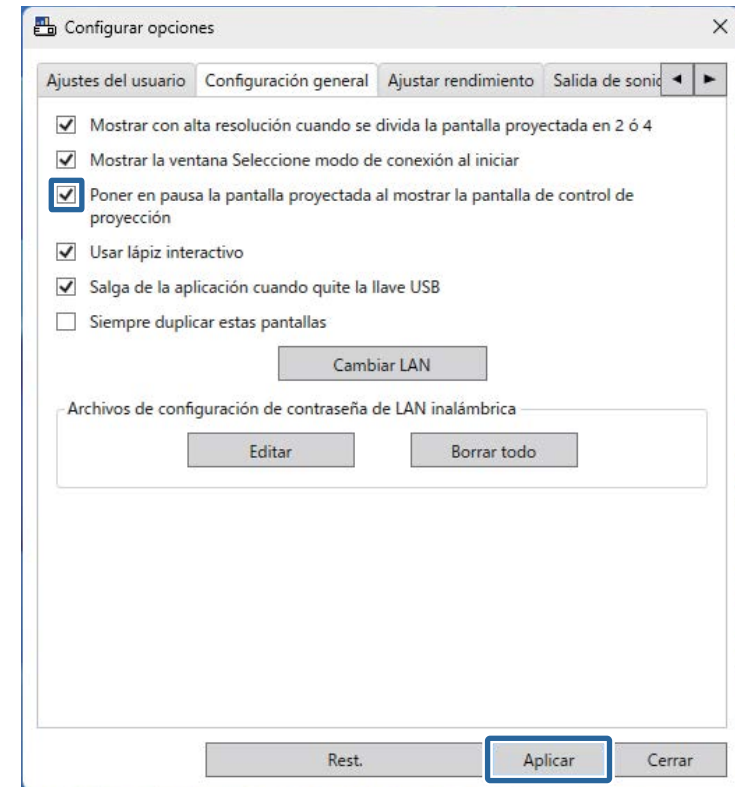 Configurar opciones
Ajustes del usuario Configuración general Ajustar rendimiento Salida de sonic
Mostrar con alta resolución cuando se divida la pantalla proyectada en 2 ó 4
Mostrar la ventana Seleccione modo de conexión al iniciar
Poner en pausa la pantalla proyectada al mostrar la pantalla de control de
proyección
Usar lápiz interactivo
Salga de la aplicación cuando quite la llave USB
Siempre duplicar estas pantallas
Cambiar LAN
Archivos de configuración de contraseña de LAN inalámbrica
Editar Borrar todo
Rest. Aplicar Cerrar